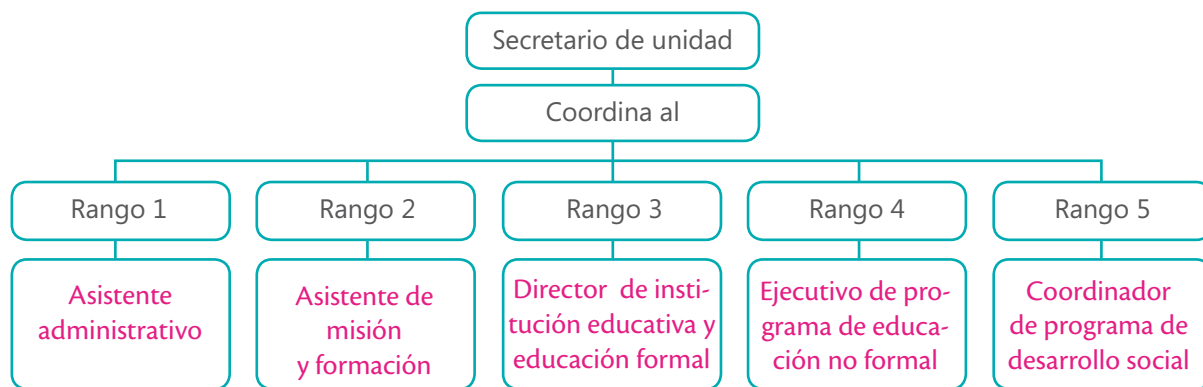 Secretario de unidad
Coordina al
Rango 1
Rango 2
Rango 3
Rango 4
Rango 5
Asistente
administrativo
Asistente de
misión
y formación
Director de insti-
tución educativa y
educación formal
Ejecutivo de pro-
grama de educa-
ción no formal
Coordinador
de programa de
desarrollo social